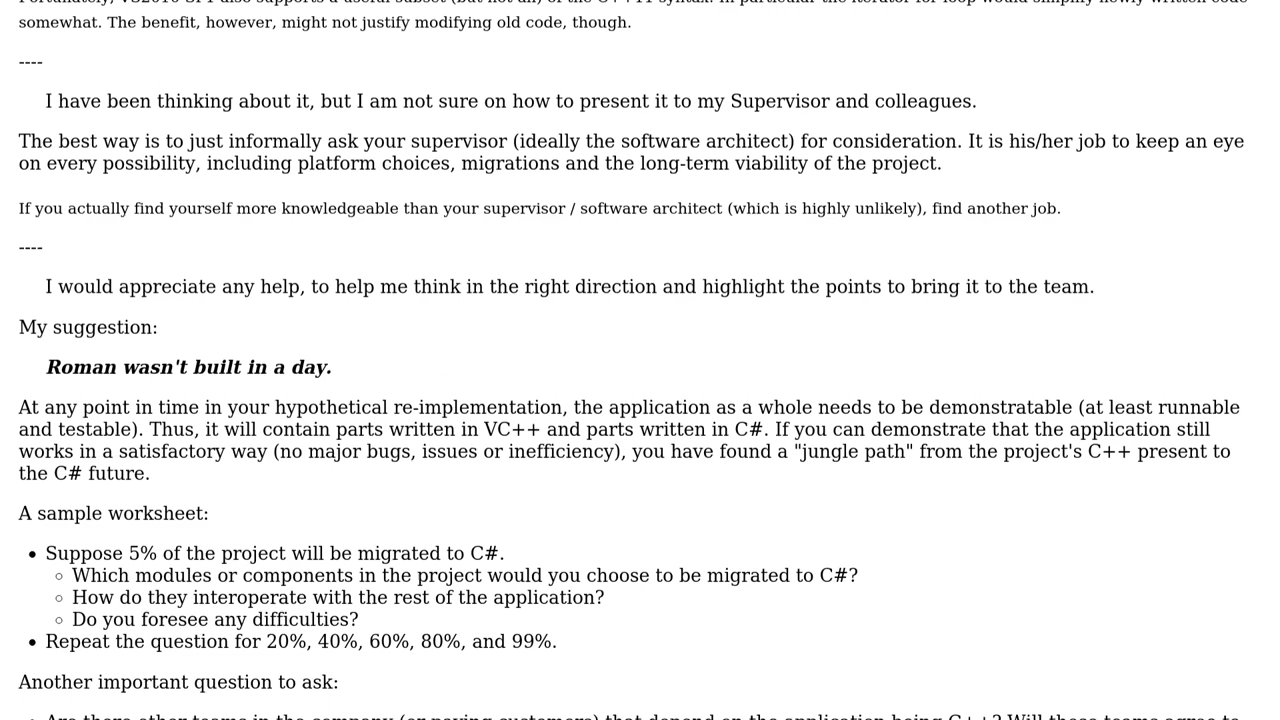 somewhat. The benefit, however, might not justify modifying old code, though.
----
I have been thinking about it, but I am not sure on how to present it to my Supervisor and colleagues.
The best way is to just informally ask your supervisor (ideally the software architect) for consideration. It is his/her job to keep an eye
on every possibility, including platform choices, migrations and the long-term viability of the project.
If you actually find yourself more knowledgeable than your supervisor / software architect (which is highly unlikely), find another job.
----
I would appreciate any help, to help me think in the right direction and highlight the points to bring it to the team.
My suggestion:
Roman wasn't built in a day.
At any point in time in your hypothetical re-implementation, the application as a whole needs to be demonstratable (at least runnable
and testable). Thus, it will contain parts written in VC++ and parts written in C#. If you can demonstrate that the application still
works in a satisfactory way (no major bugs, issues or inefficiency), you have found a "jungle path" from the project's C++ present to
the C# future.
A sample worksheet:
• Suppose 5% of the project will be migrated to C#.
◦ Which modules or components in the project would you choose to be migrated to C#?
◦ How do they interoperate with the rest of the application?
◦ Do you foresee any difficulties?
• Repeat the question for 20%, 40%, 60%, 80%, and 99%.
Another important question to ask: